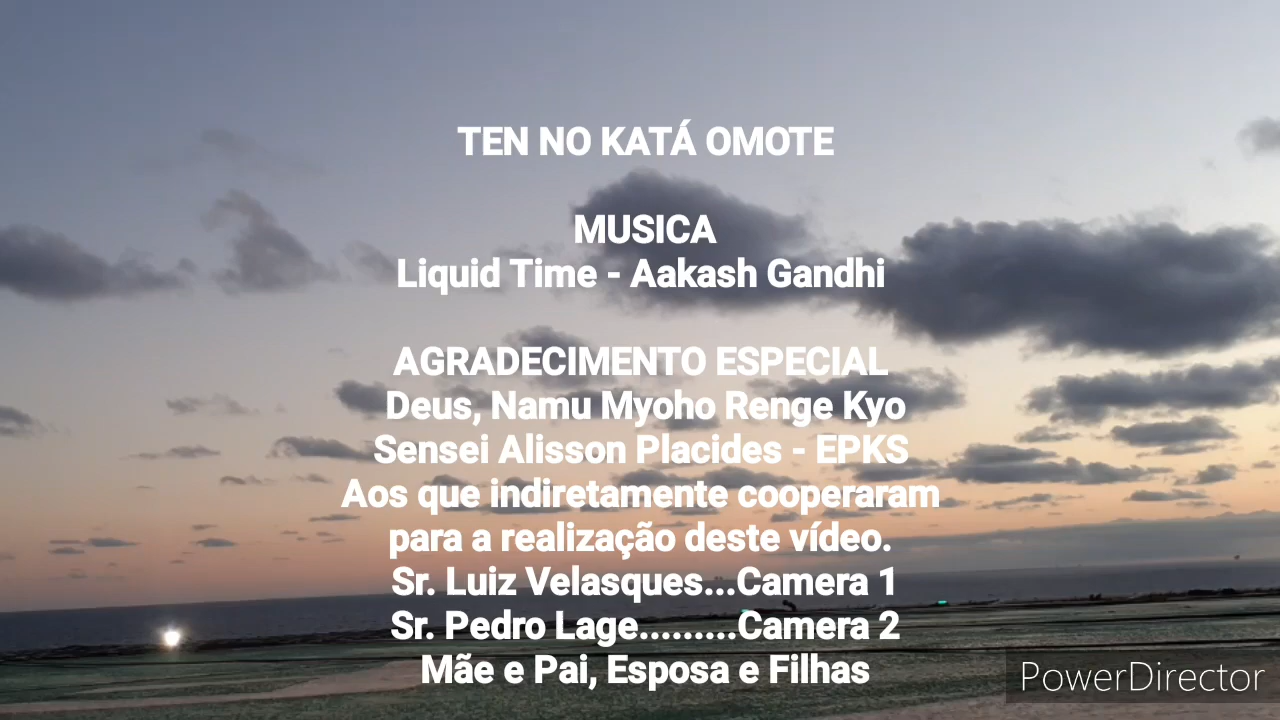 TEN NO KATÁ OMOTE
MUSICA
Liquid Time - Aakash Gandhi
AGRADECIMENTO ESPECIAL
Deus, Namu Myoho Renge Kyo
Sensei Alisson Placides - EPKS
Aos que indiretamente cooperaram
para a realização deste vídeo.
Sr. Luiz Velasques...Camera 1
Sr. Pedro Lage.........Camera 2
Mãe e Pai, Esposa e Filhas
PowerDirector